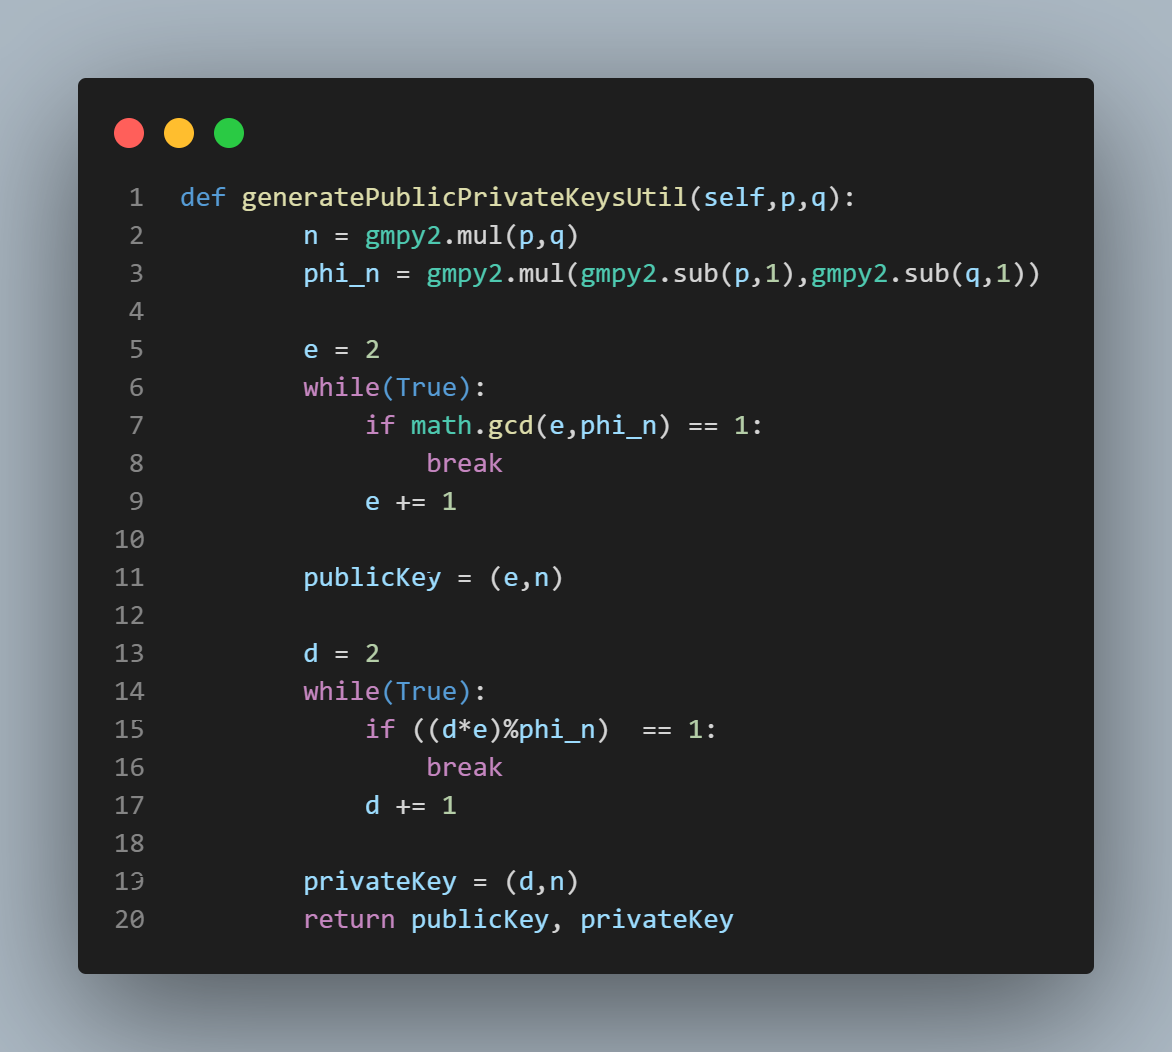 1 def generatePublicPrivateKeysUtil(self,p,q):
2         n = gmpy2.mul(p,q)
3         phi_n = gmpy2.mul(gmpy2.sub(p,1),gmpy2.sub(q,1))
4
5         e = 2
6         while(True):
7             if math.gcd(e,phi_n) == 1:
8                 break
9             e += 1
10
11         publicKey = (e,n)
12
13         d = 2
14         while(True):
15             if ((d*e)%phi_n)  == 1:
16                 break
17             d += 1
18
19         privateKey = (d,n)
20         return publicKey, privateKey